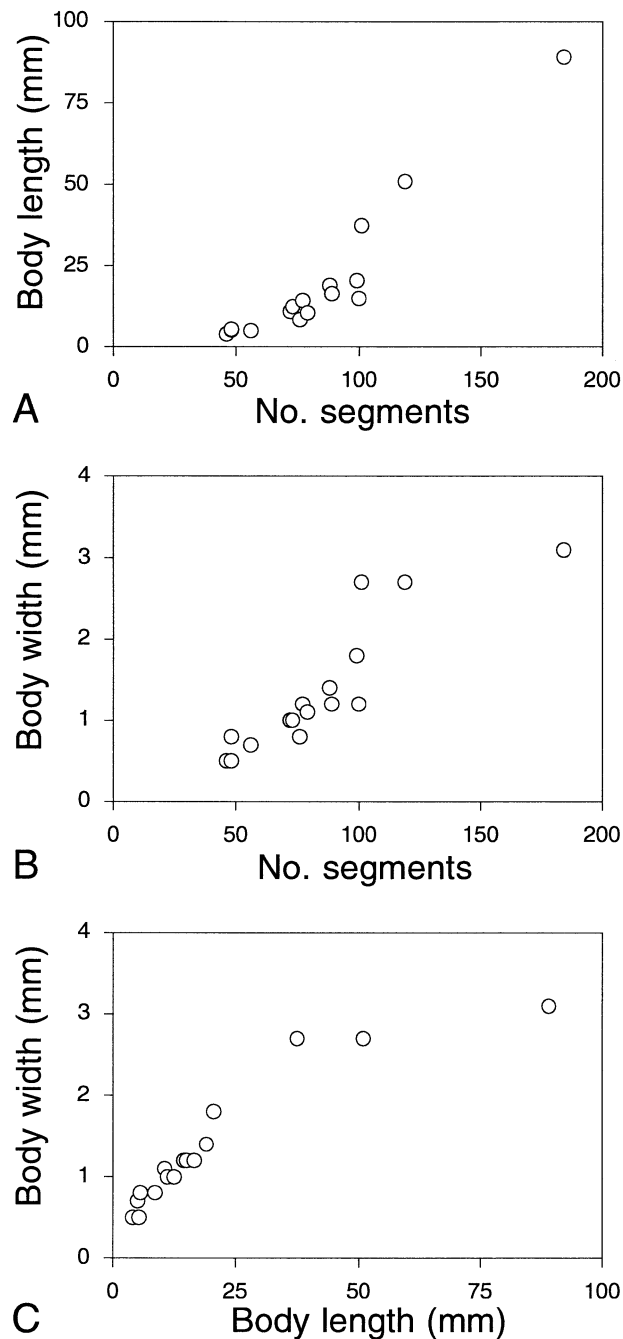 100
75
50
25
0
Body length (mm)
0 50 100 150 200
A No. segments
4
3
2
1
0
Body width (mm)
0 50 100 150 200
B No. segments
4
3
2
1
0
Body width (mm)
0 25 50 75 100
C Body length (mm)